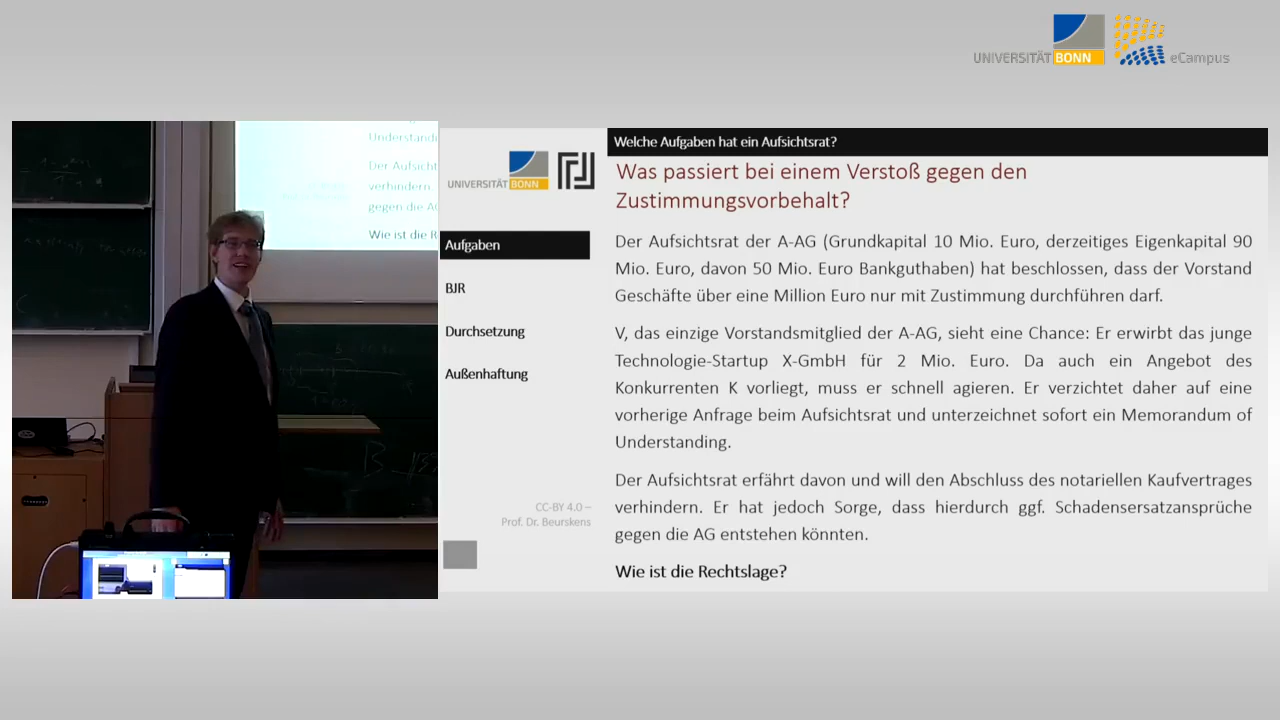 UNIVERSITÄT BONN
eCampus
Understandi
Der Aufsicht
verhindern
gegen die AG
Wie ist die R
UNIVERSITÄT BONN
Aufgaben
BJR
Durchsetzung
Außenhaftung
CC-BY 4.0 –
Prof. Dr. Beurskens
Welche Aufgaben hat ein Aufsichtsrat?
Was passiert bei einem Verstoß gegen den
Zustimmungsvorbehalt?
Der Aufsichtsrat der A-AG (Grundkapital 10 Mio. Euro, derzeitiges Eigenkapital 90
Mio. Euro, davon 50 Mio. Euro Bankguthaben) hat beschlossen, dass der Vorstand
Geschäfte über eine Million Euro nur mit Zustimmung durchführen darf.
V, das einzige Vorstandsmitglied der A-AG, sieht eine Chance: Er erwirbt das junge
Technologie-Startup X-GmbH für 2 Mio. Euro. Da auch ein Angebot des
Konkurrenten K vorliegt, muss er schnell agieren. Er verzichtet daher auf eine
vorherige Anfrage beim Aufsichtsrat und unterzeichnet sofort ein Memorandum of
Understanding.
Der Aufsichtsrat erfährt davon und will den Abschluss des notariellen Kaufvertrages
verhindern. Er hat jedoch Sorge, dass hierdurch ggf. Schadensersatzansprüche
gegen die AG entstehen könnten.
Wie ist die Rechtslage?